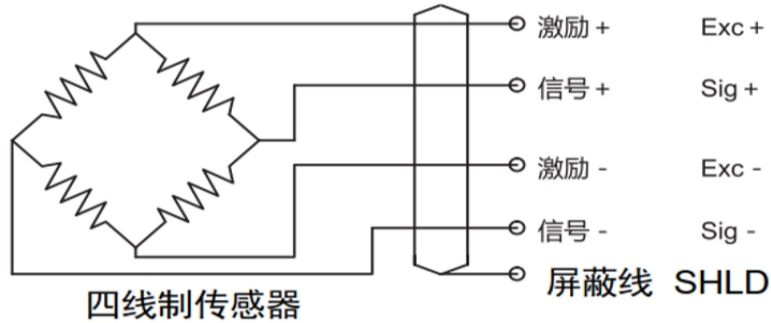 激励+ Exc+
信号+ Sig+
激励- Exc-
信号- Sig-
屏蔽线 SHLD
四线制传感器